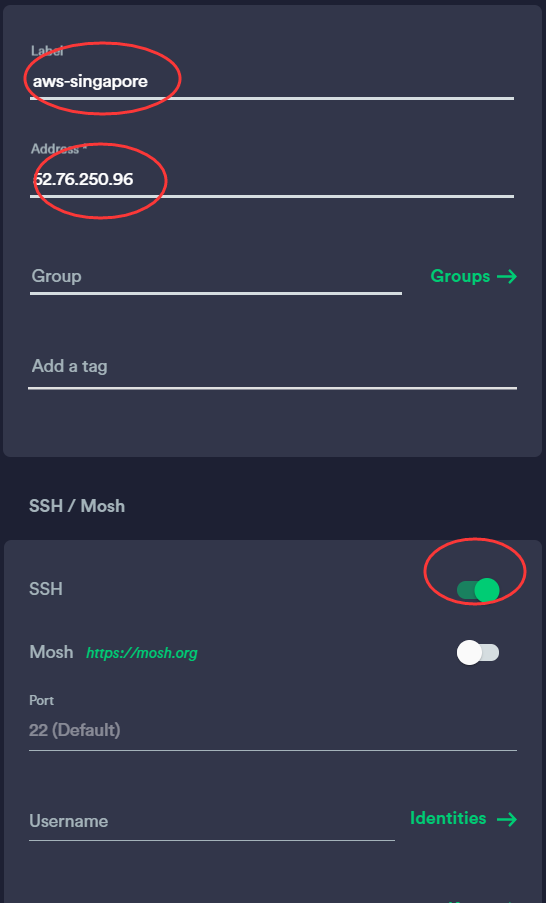 Label
aws-singapore
Address *
52.76.250.96
Group
Groups →
Add a tag
SSH / Mosh
SSH
Mosh https://mosh.org
Port
22 (Default)
Username
Identities →